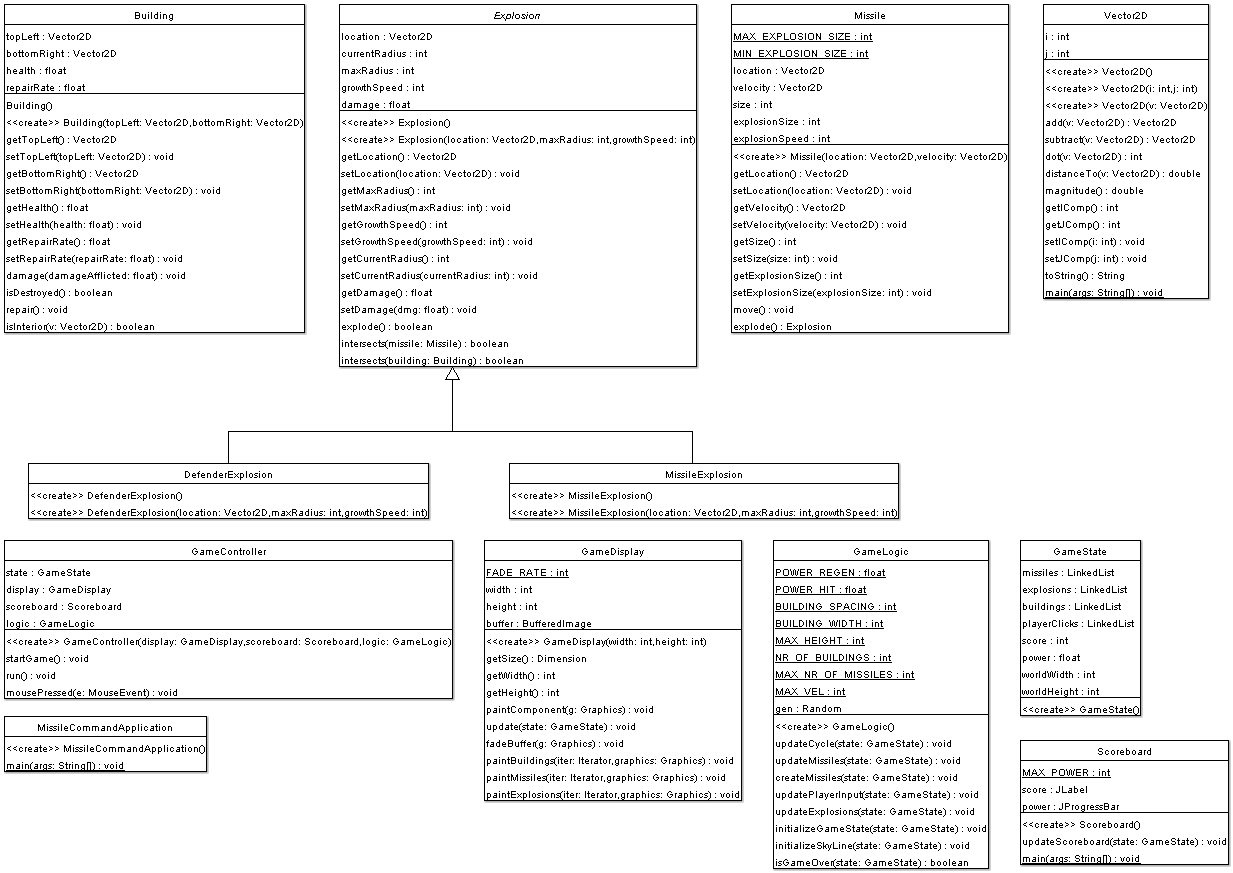 Building
topLeft : Vector2D
bottomRight : Vector2D
health : float
repairRate : float
Building()
<<create>> Building(topLeft: Vector2D,bottomRight: Vector2D)
getTopLeft() : Vector2D
setTopLeft(topLeft: Vector2D) : void
getBottomRight() : Vector2D
setBottomRight(bottomRight: Vector2D) : void
getHealth() : float
setHealth(health: float) : void
getRepairRate() : float
setRepairRate(repairRate: float) : void
damage(damageAfflicted: float) : void
isDestroyed() : boolean
repair() : void
isInterior(v: Vector2D) : boolean
Explosion
location : Vector2D
currentRadius : int
maxRadius : int
growthSpeed : int
damage : float
<<create>> Explosion()
<<create>> Explosion(location: Vector2D,maxRadius: int,growthSpeed: int)
getLocation() : Vector2D
setLocation(location: Vector2D) : void
getMaxRadius() : int
setMaxRadius(maxRadius: int) : void
getGrowthSpeed() : int
setGrowthSpeed(growthSpeed: int) : void
getCurrentRadius() : int
setCurrentRadius(currentRadius: int) : void
getDamage() : float
setDamage(dmg: float) : void
explode() : boolean
intersects(missile: Missile) : boolean
intersects(building: Building) : boolean
Missile
MAX_EXPLOSION_SIZE : int
MIN_EXPLOSION_SIZE : int
location : Vector2D
velocity : Vector2D
size : int
explosionSize : int
explosionSpeed : int
<<create>> Missile(location: Vector2D,velocity: Vector2D)
getLocation() : Vector2D
setLocation(location: Vector2D) : void
getVelocity() : Vector2D
setVelocity(velocity: Vector2D) : void
getSize() : int
setSize(size: int) : void
getExplosionSize() : int
setExplosionSize(explosionSize: int) : void
move() : void
explode() : Explosion
Vector2D
i : int
j : int
<<create>> Vector2D()
<<create>> Vector2D(i: int,j: int)
<<create>> Vector2D(v: Vector2D)
add(v: Vector2D) : Vector2D
subtract(v: Vector2D) : Vector2D
dot(v: Vector2D) : int
distanceTo(v: Vector2D) : double
magnitude() : double
getIComp() : int
getJComp() : int
setIComp(i: int) : void
setJComp(j: int) : void
toString() : String
main(args: String[]) : void
DefenderExplosion
<<create>> DefenderExplosion()
<<create>> DefenderExplosion(location: Vector2D,maxRadius: int,growthSpeed: int)
MissileExplosion
<<create>> MissileExplosion()
<<create>> MissileExplosion(location: Vector2D,maxRadius: int,growthSpeed: int)
GameController
state : GameState
display : GameDisplay
scoreboard : Scoreboard
logic : GameLogic
<<create>> GameController(display: GameDisplay,scoreboard: Scoreboard,logic: GameLogic)
startGame() : void
run() : void
mousePressed(e: MouseEvent) : void
MissileCommandApplication
<<create>> MissileCommandApplication()
main(args: String[]) : void
GameDisplay
FADE_RATE : int
width : int
height : int
buffer : BufferedImage
<<create>> GameDisplay(width: int,height: int)
getSize() : Dimension
getWidth() : int
getHeight() : int
paintComponent(g: Graphics) : void
update(state: GameState) : void
fadeBuffer(g: Graphics) : void
paintBuildings(iter: Iterator,graphics: Graphics) : void
paintMissiles(iter: Iterator,graphics: Graphics) : void
paintExplosions(iter: Iterator,graphics: Graphics) : void
GameLogic
POWER_REGEN : float
POWER_HIT : float
BUILDING_SPACING : int
BUILDING_WIDTH : int
MAX_HEIGHT : int
NR_OF_BUILDINGS : int
MAX_NR_OF_MISSILES : int
MAX_VEL : int
gen : Random
<<create>> GameLogic()
updateCycle(state: GameState) : void
updateMissiles(state: GameState) : void
createMissiles(state: GameState) : void
updatePlayerInput(state: GameState) : void
updateExplosions(state: GameState) : void
initializeGameState(state: GameState) : void
initializeSkyLine(state: GameState) : void
isGameOver(state: GameState) : boolean
GameState
missiles : LinkedList
explosions : LinkedList
buildings : LinkedList
playerClicks : LinkedList
score : int
power : float
worldWidth : int
worldHeight : int
<<create>> GameState()
Scoreboard
MAX_POWER : int
score : JLabel
power : JProgressBar
<<create>> Scoreboard()
updateScoreboard(state: GameState) : void
main(args: String[]) : void